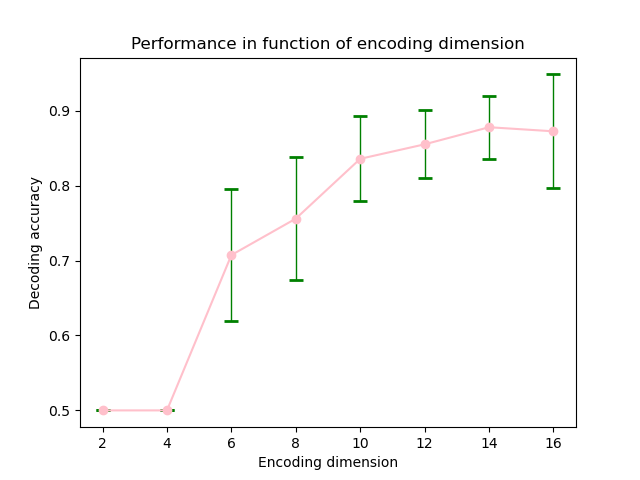 Performance in function of encoding dimension
Decoding accuracy
0.9
0.8
0.7
0.6
0.5
2 4 6 8 10 12 14 16
Encoding dimension